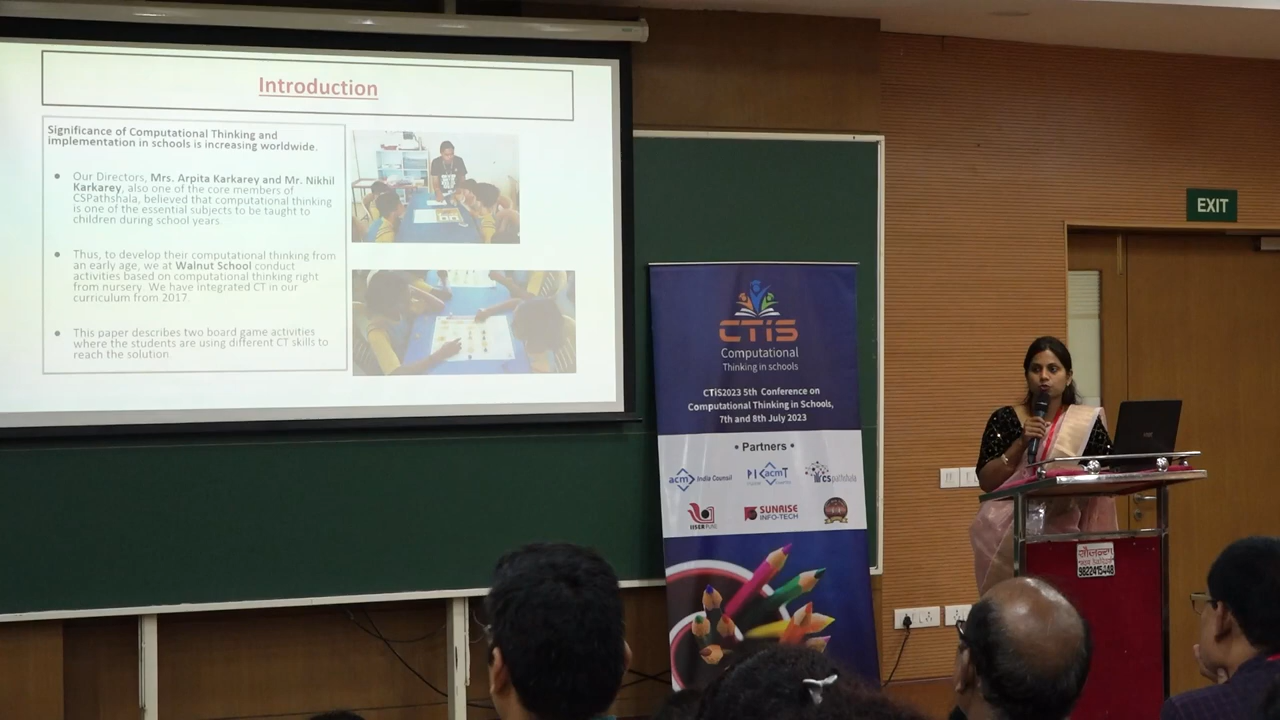 Introduction
Significance of Computational Thinking and
implementation in schools is increasing worldwide.
Our Directors, Mrs. Arpita Karkarey and Mr. Nikhil
Karkarey, also one of the core members of
CSPathshala, believed that computational thinking
is one of the essential subjects to be taught to
children during school years.
Thus, to develop their computational thinking from
an early age, we at Walnut School conduct
activities based on computational thinking right
from nursery. We have integrated CT in our
curriculum from 2017.
This paper describes two board game activities
where the students are using different CT skills to
reach the solution.
EXIT
CTiS
Computational
Thinking in schools
CTiS2023 5th Conference on
Computational Thinking in Schools,
7th and 8th July 2023
• Partners •
acm India Council
acm
cspathshala
IISER PUNE
SUNRISE
INFO-TECH
9822415448